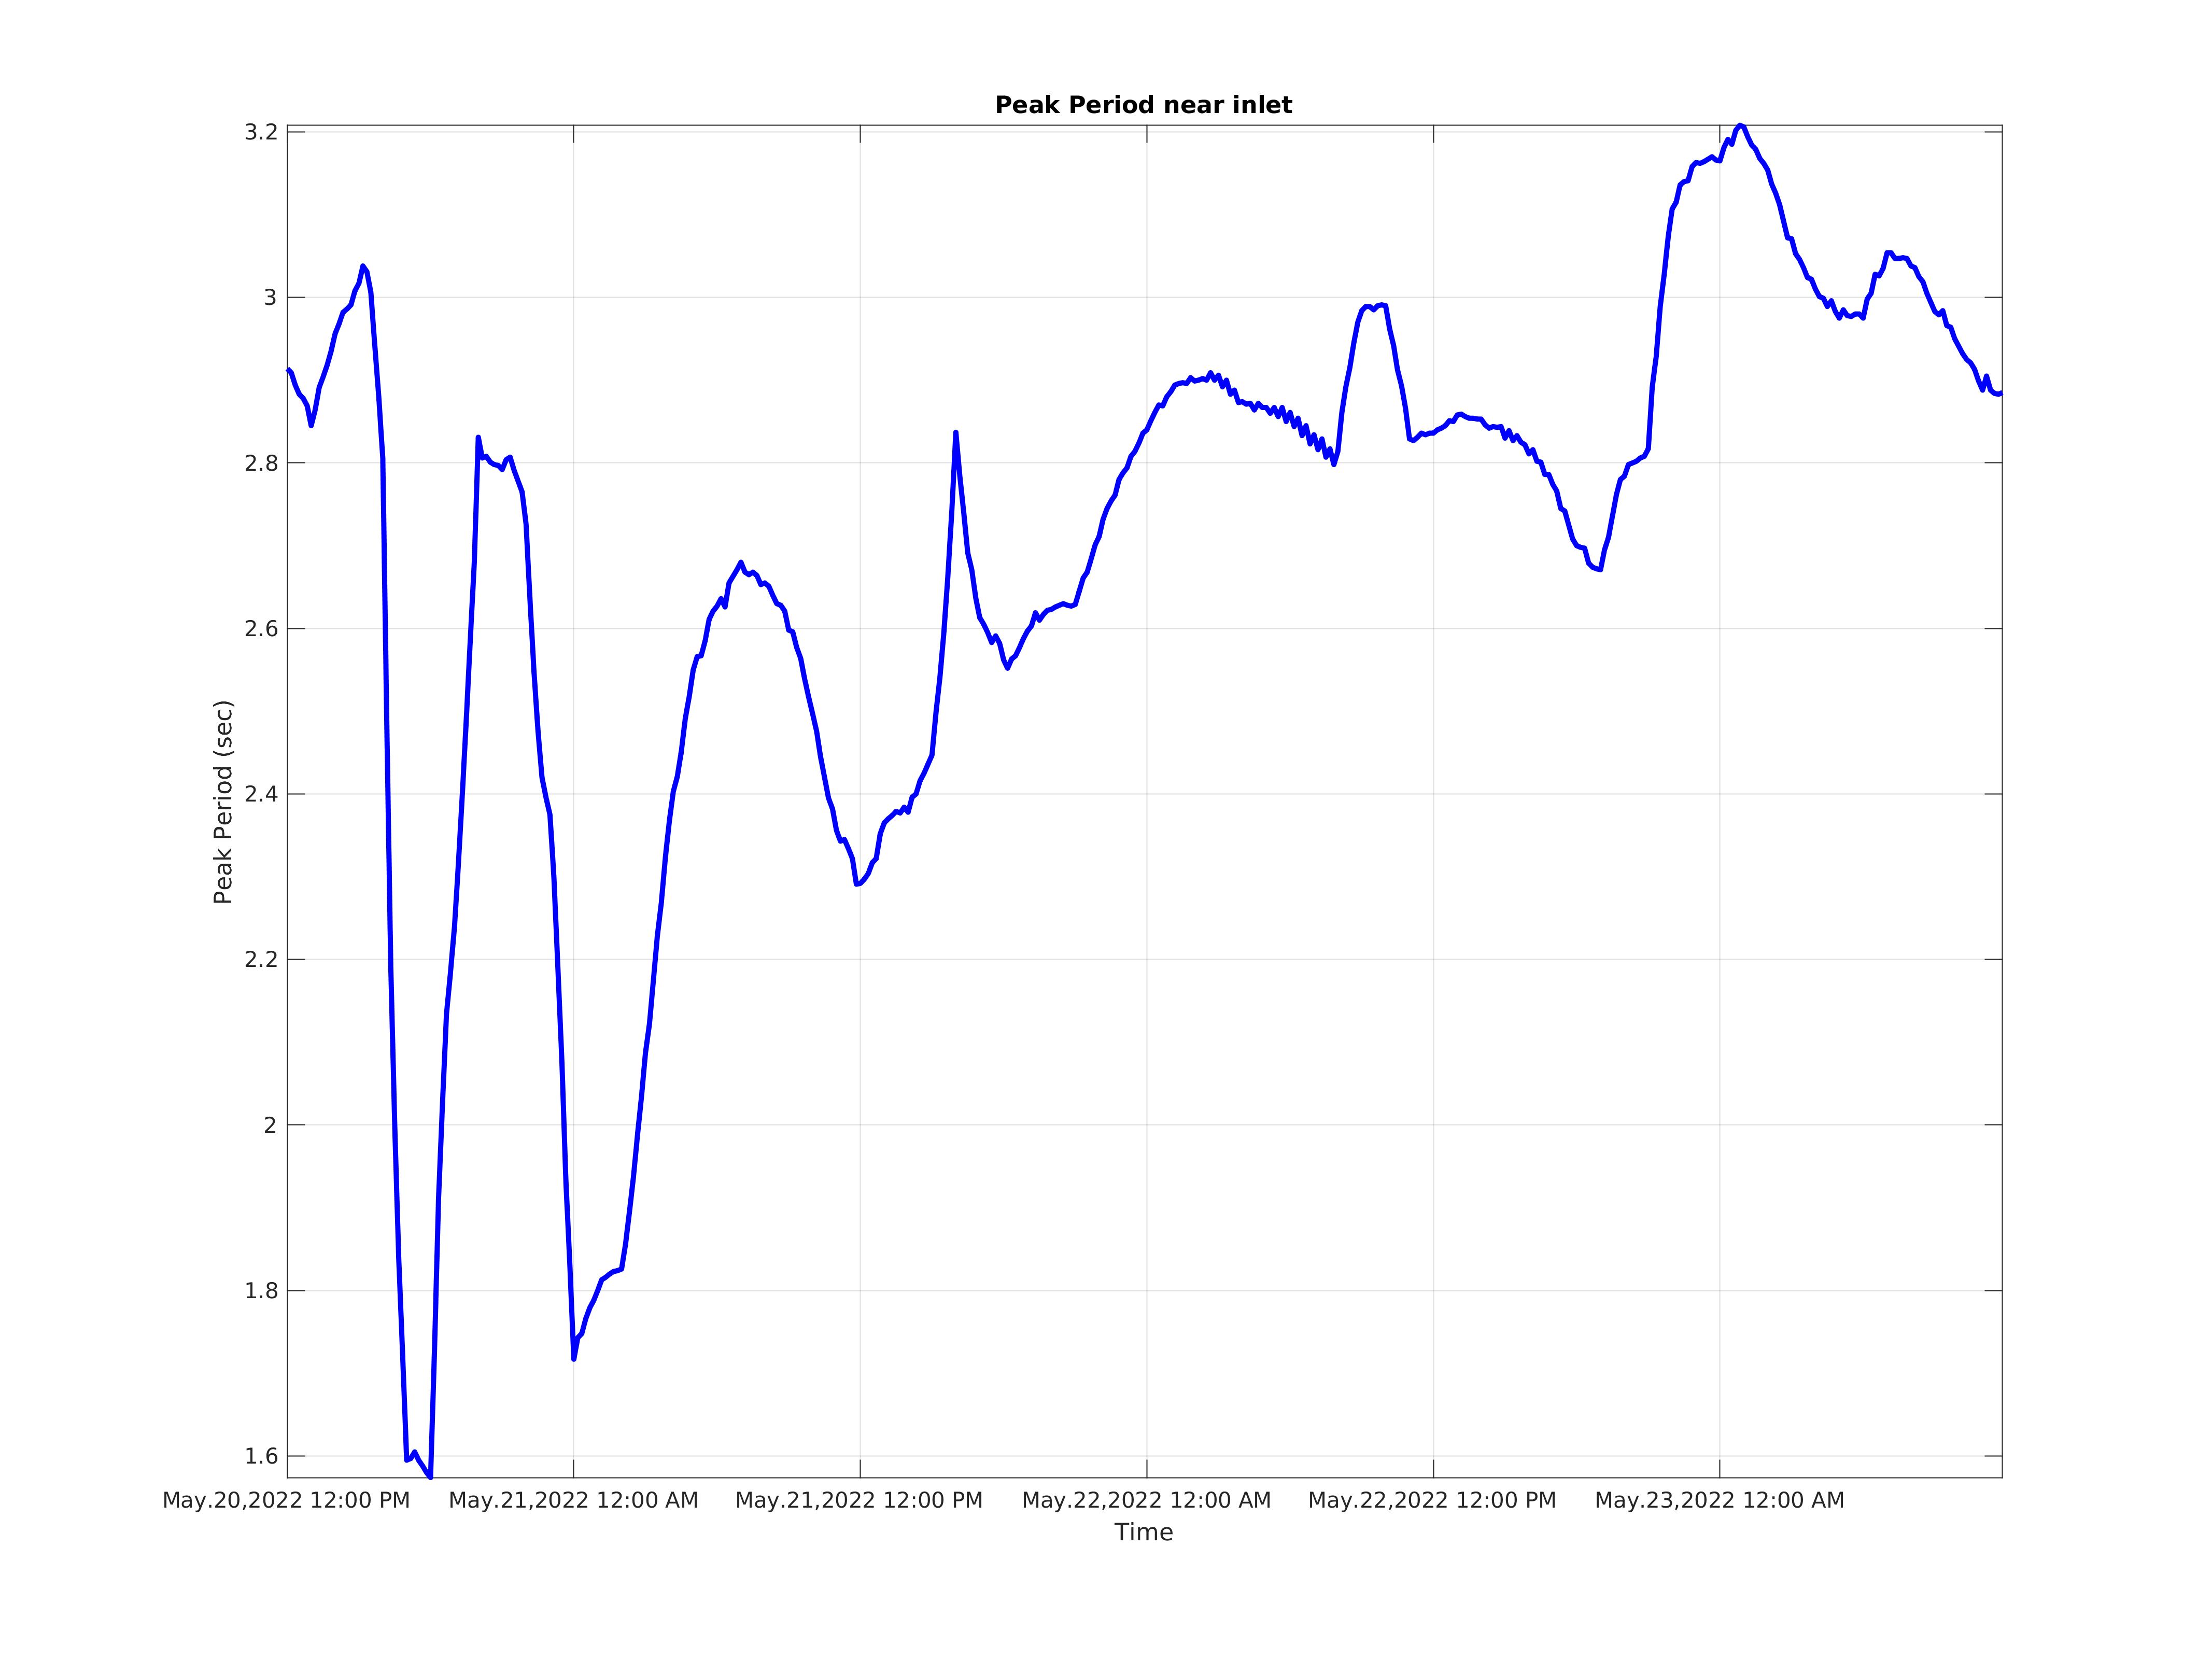 Peak Period near inlet
3.2
3
2.8
2.6
2.4
2.2
2
1.8
1.6
Peak Period (sec)
May.20,2022 12:00 PM
May.21,2022 12:00 AM
May.21,2022 12:00 PM
May.22,2022 12:00 AM
May.22,2022 12:00 PM
May.23,2022 12:00 AM
Time